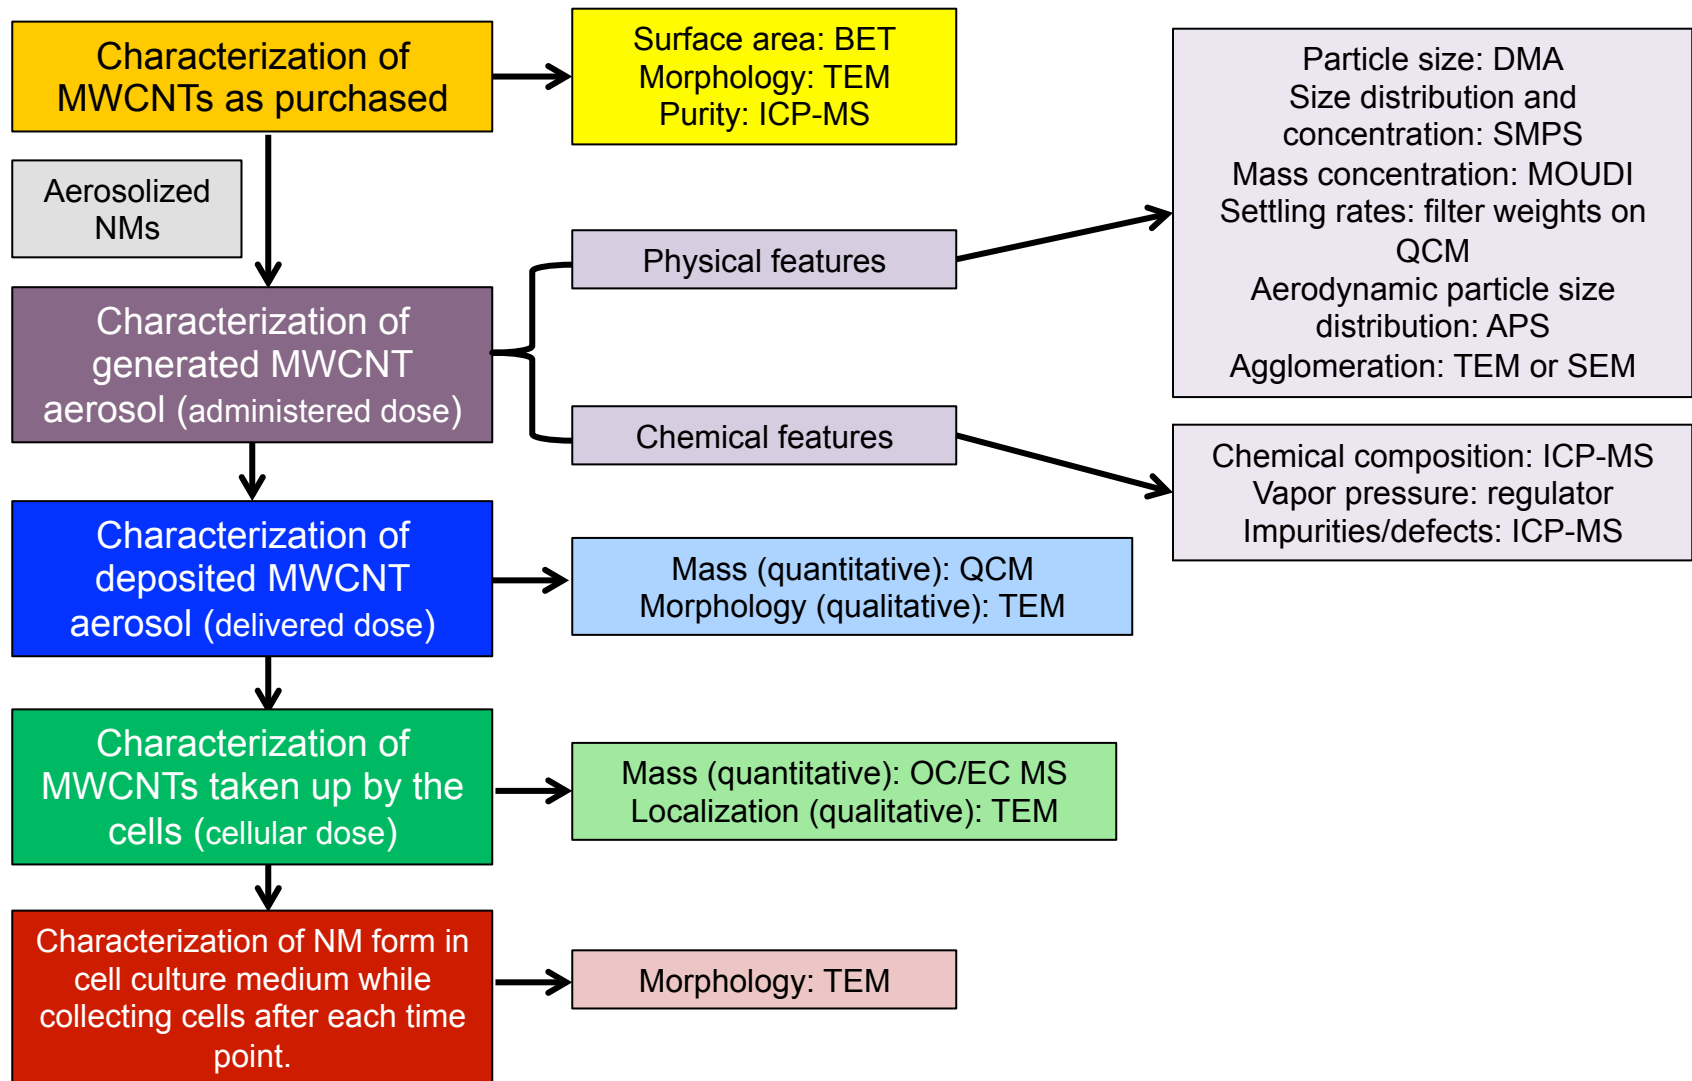 Characterization of
MWCNTs as purchased
Surface area: BET
Morphology: TEM
Purity: ICP-MS
Particle size: DMA
Size distribution and
concentration: SMPS
Mass concentration: MOUDI
Settling rates: filter weights on
QCM
Aerodynamic particle size
distribution: APS
Agglomeration: TEM or SEM
Aerosolized
NMs
Physical features
Characterization of
generated MWCNT
aerosol (administered dose)
Chemical features
Chemical composition: ICP-MS
Vapor pressure: regulator
Impurities/defects: ICP-MS
Characterization of
deposited MWCNT
aerosol (delivered dose)
Mass (quantitative): QCM
Morphology (qualitative): TEM
Characterization of
MWCNTs taken up by the
cells (cellular dose)
Mass (quantitative): OC/EC MS
Localization (qualitative): TEM
Characterization of NM form in
cell culture medium while
collecting cells after each time
point.
Morphology: TEM